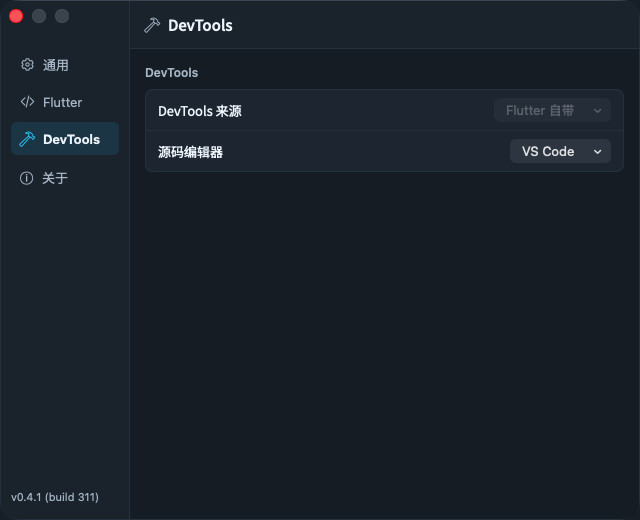 DevTools
通用
Flutter
DevTools
关于
DevTools
DevTools 来源
Flutter 自带
源码编辑器
VS Code
v0.4.1 (build 311)